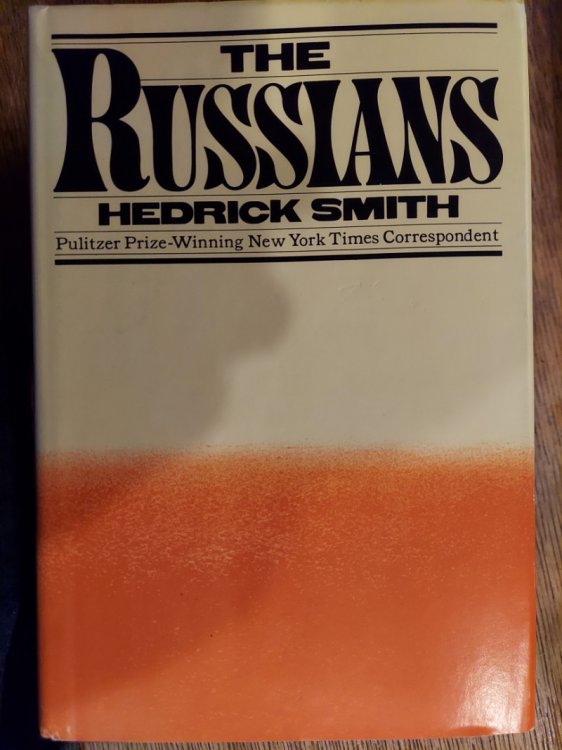 THE
RUSSIANS
HEDRICK SMITH
Pulitzer Prize-Winning New York Times Correspondent